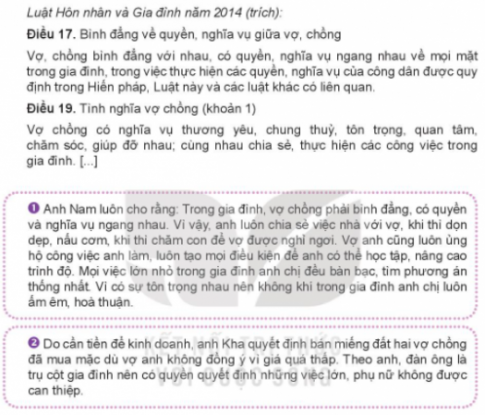 Luật Hôn nhân và Gia đình năm 2014 (trích):
Điều 17. Bình đẳng về quyền, nghĩa vụ giữa vợ, chồng
Vợ, chồng bình đẳng với nhau, có quyền, nghĩa vụ ngang nhau về mọi mặt
trong gia đình, trong việc thực hiện các quyền, nghĩa vụ của công dân được quy
định trong Hiến pháp, Luật này và các luật khác có liên quan.
Điều 19. Tình nghĩa vợ chồng (khoản 1)
Vợ chồng có nghĩa vụ thương yêu, chung thuỷ, tôn trọng, quan tâm,
chăm sóc, giúp đỡ nhau; cùng nhau chia sẻ, thực hiện các công việc trong
gia đình. [...]
1 Anh Nam luôn cho rằng: Trong gia đình, vợ chồng phải bình đẳng, có quyền
và nghĩa vụ ngang nhau. Vì vậy, anh luôn chia sẻ việc nhà với vợ, khi thì dọn
dẹp, nấu cơm, khi thì chăm con để vợ được nghỉ ngơi. Vợ anh cũng luôn ủng
hộ công việc anh làm, luôn tạo mọi điều kiện để anh có thể học tập, nâng cao
trình độ. Mọi việc lớn nhỏ trong gia đình anh chị đều bàn bạc, tìm phương án
thống nhất. Vì có sự tôn trọng nhau nên không khí trong gia đình anh chị luôn
ấm êm, hoà thuận.
2 Do cần tiền để kinh doanh, anh Kha quyết định bán miếng đất hai vợ chồng
đã mua mặc dù vợ anh không đồng ý vì giá quá thấp. Theo anh, đàn ông là
trụ cột gia đình nên có quyền quyết định những việc lớn, phụ nữ không được
can thiệp.